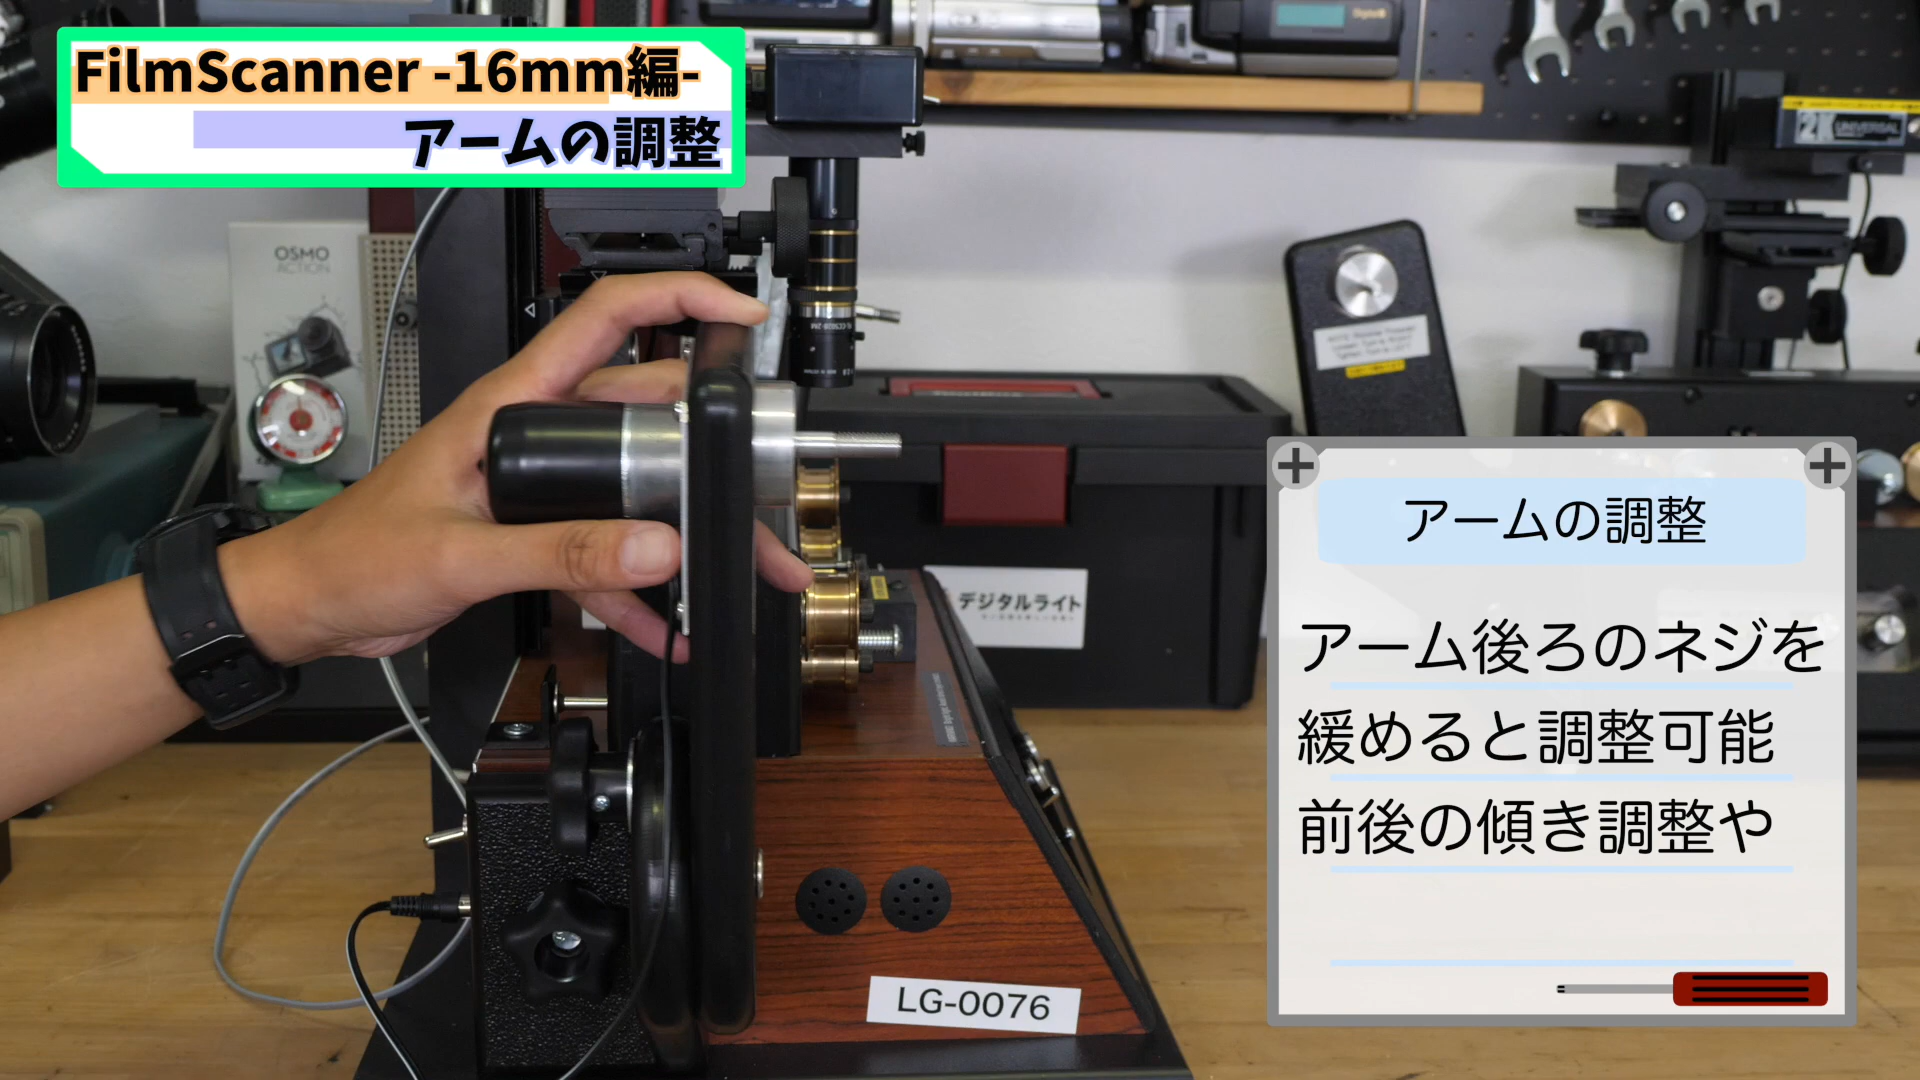 FilmScanner -16mm編-
アームの調整
OSMO
ACTION
UNIVERSAL
デジタルライト
アームの調整
アーム後ろのネジを
緩めると調整可能
前後の傾き調整や
LG-0076